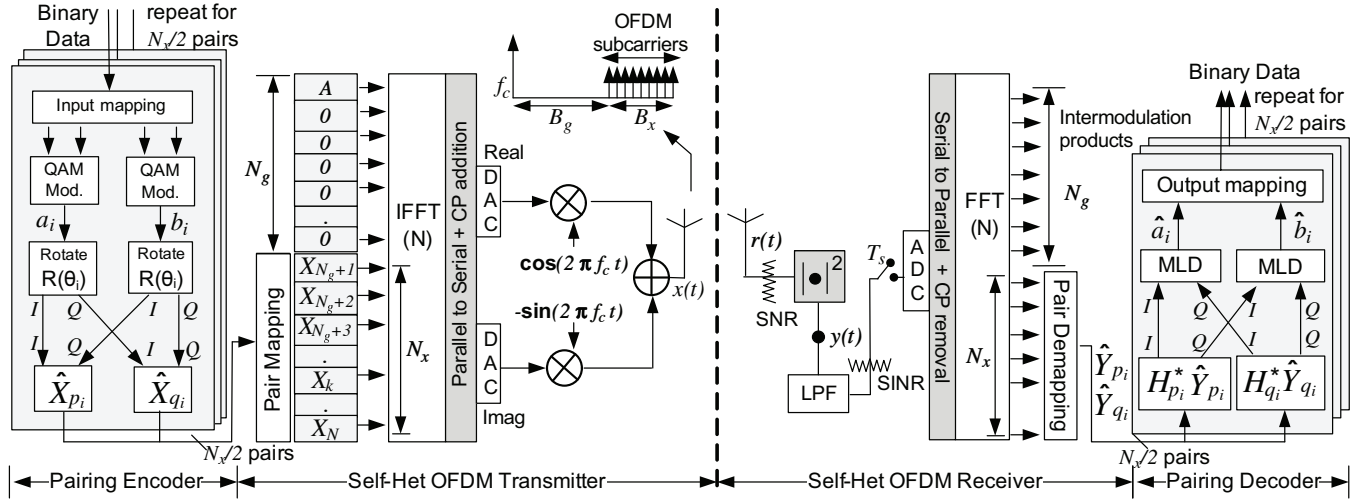 Binary Data
repeat for
N_x/2 pairs
Input mapping
QAM Mod.
QAM Mod.
a_i
b_i
Rotate R(θ_i)
Rotate R(θ_i)
I Q I Q
I Q I Q
X̂_{p_i}
X̂_{q_i}
N_x/2 pairs
Pairing Encoder
A
0
0
0
0
.
0
N_g
Pair Mapping
X_{N_g+1}
X_{N_g+2}
X_{N_g+3}
.
X_k
.
X_N
N_x
IFFT (N)
Parallel to Serial + CP addition
Real
DAC
DAC
Imag
cos(2 π f_c t)
-sin(2 π f_c t)
x(t)
OFDM
subcarriers
f_c
B_g
B_x
Self-Het OFDM Transmitter
r(t)
SNR
|•|²
y(t)
LPF
SINR
T_s
ADC
Serial to Parallel + CP removal
FFT (N)
Intermodulation
products
N_g
N_x
Pair Demapping
Ŷ_{p_i}
Ŷ_{q_i}
Self-Het OFDM Receiver
Binary Data
repeat for
N_x/2 pairs
Output mapping
â_i
b̂_i
MLD
MLD
I Q I Q
I Q I Q
H*_{p_i} Ŷ_{p_i}
H*_{q_i} Ŷ_{q_i}
N_x/2 pairs
Pairing Decoder